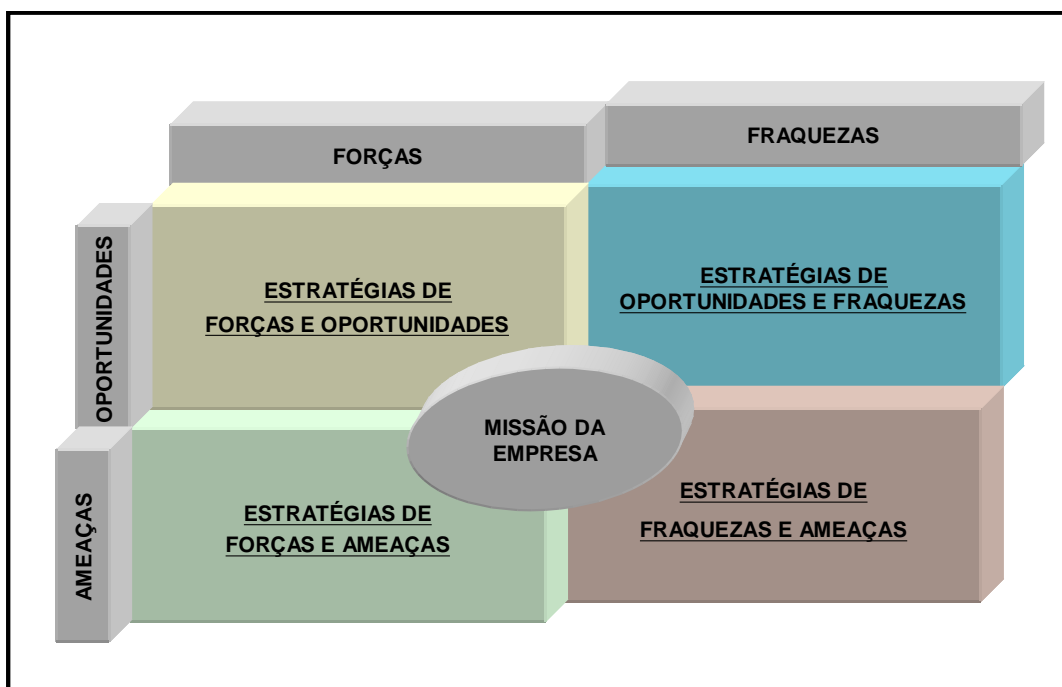 FORÇAS
FRAQUEZAS
OPORTUNIDADES
ESTRATÉGIAS DE
FORÇAS E OPORTUNIDADES
ESTRATÉGIAS DE
OPORTUNIDADES E FRAQUEZAS
MISSÃO DA
EMPRESA
AMEAÇAS
ESTRATÉGIAS DE
FORÇAS E AMEAÇAS
ESTRATÉGIAS DE
FRAQUEZAS E AMEAÇAS